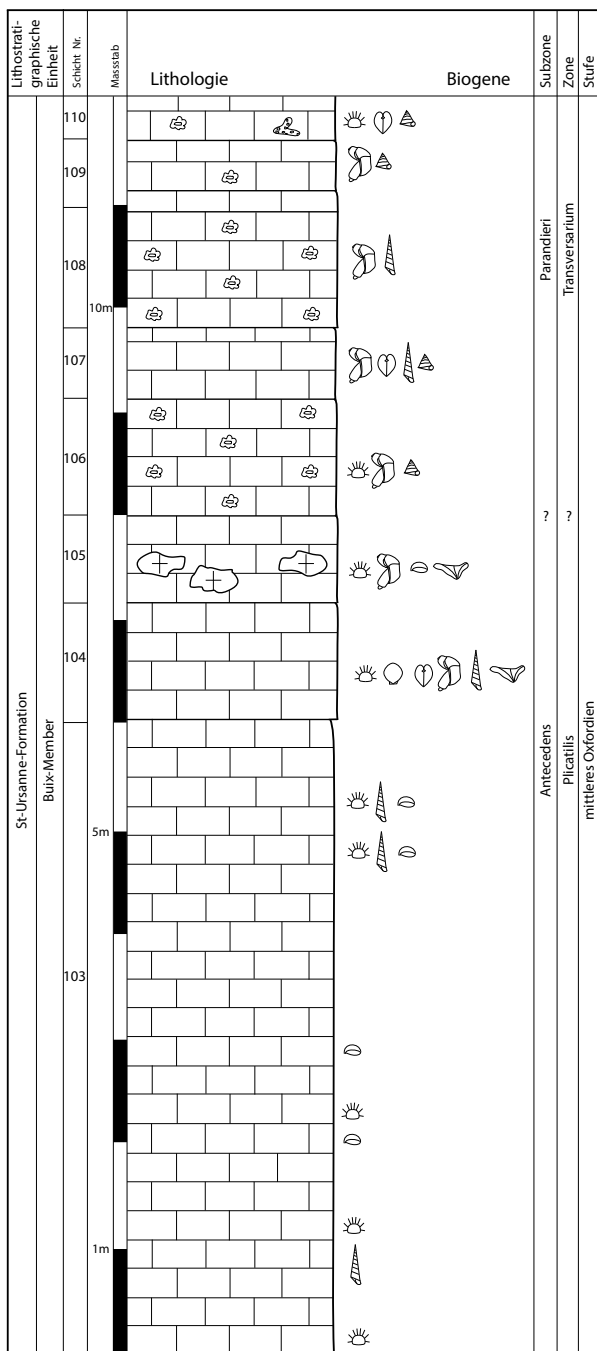 Lithostrati-
graphische
Einheit
Schicht Nr.
Massstab
Lithologie
Biogene
Subzone
Zone
Stufe
110
109
108
10m
107
106
105
104
5m
103
1m
St-Ursanne-Formation
Buix-Member
Parandieri
?
Antecedens
Transversarium
?
Plicatilis
mittleres Oxfordien